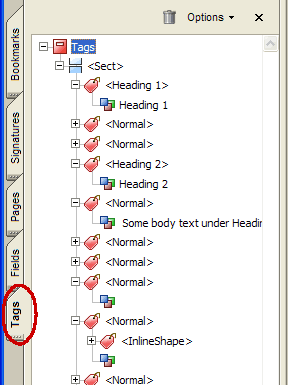 Options
Tags
<Sect>
<Heading 1>
Heading 1
<Normal>
<Normal>
<Heading 2>
Heading 2
<Normal>
Some body text under Headin
<Normal>
<Normal>
<Normal>
<Normal>
<InlineShape>
<Normal>
Bookmarks
Signatures
Pages
Fields
Tags